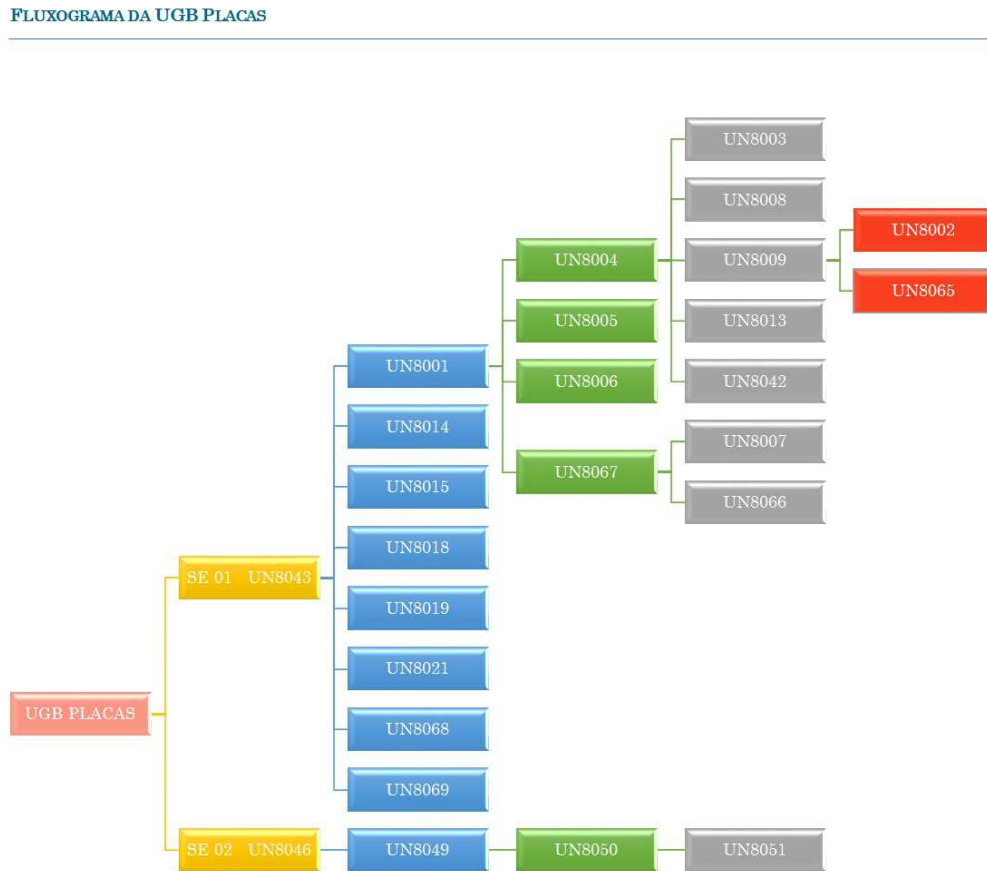 FLUXOGRAMA DA UGB PLACAS
UN8003
UN8008
UN8002
UN8004
UN8009
UN8065
UN8005
UN8013
UN8001
UN8006
UN8042
UN8014
UN8007
UN8067
UN8015
UN8066
UN8018
SE 01 UN8043
UN8019
UN8021
UGB PLACAS
UN8068
UN8069
SE 02 UN8046
UN8049
UN8050
UN8051